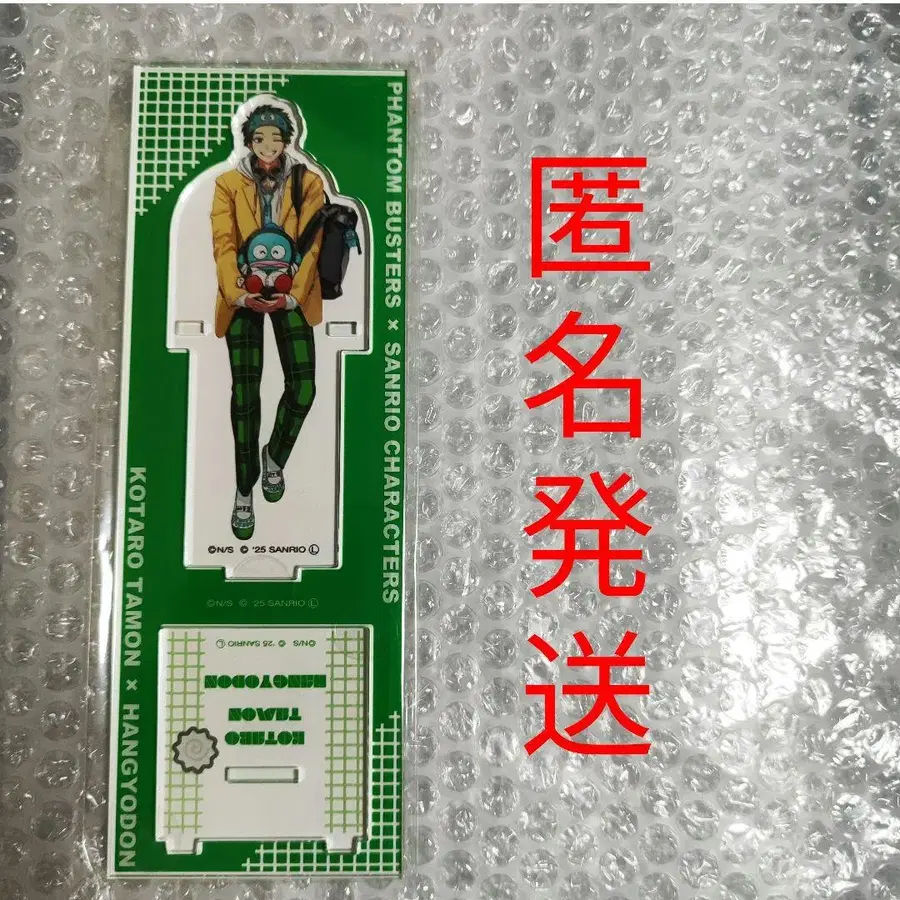 PHANTOM BUSTERS × SANRIO CHARACTERS
©N/S © '25 SANRIO Ⓛ
©N/S © '25 SANRIO Ⓛ
KOTARO TAMON × HANGYODON
©N/S © '25 SANRIO Ⓛ
KOTARO
TAMON
HANGYODON
匿名発送